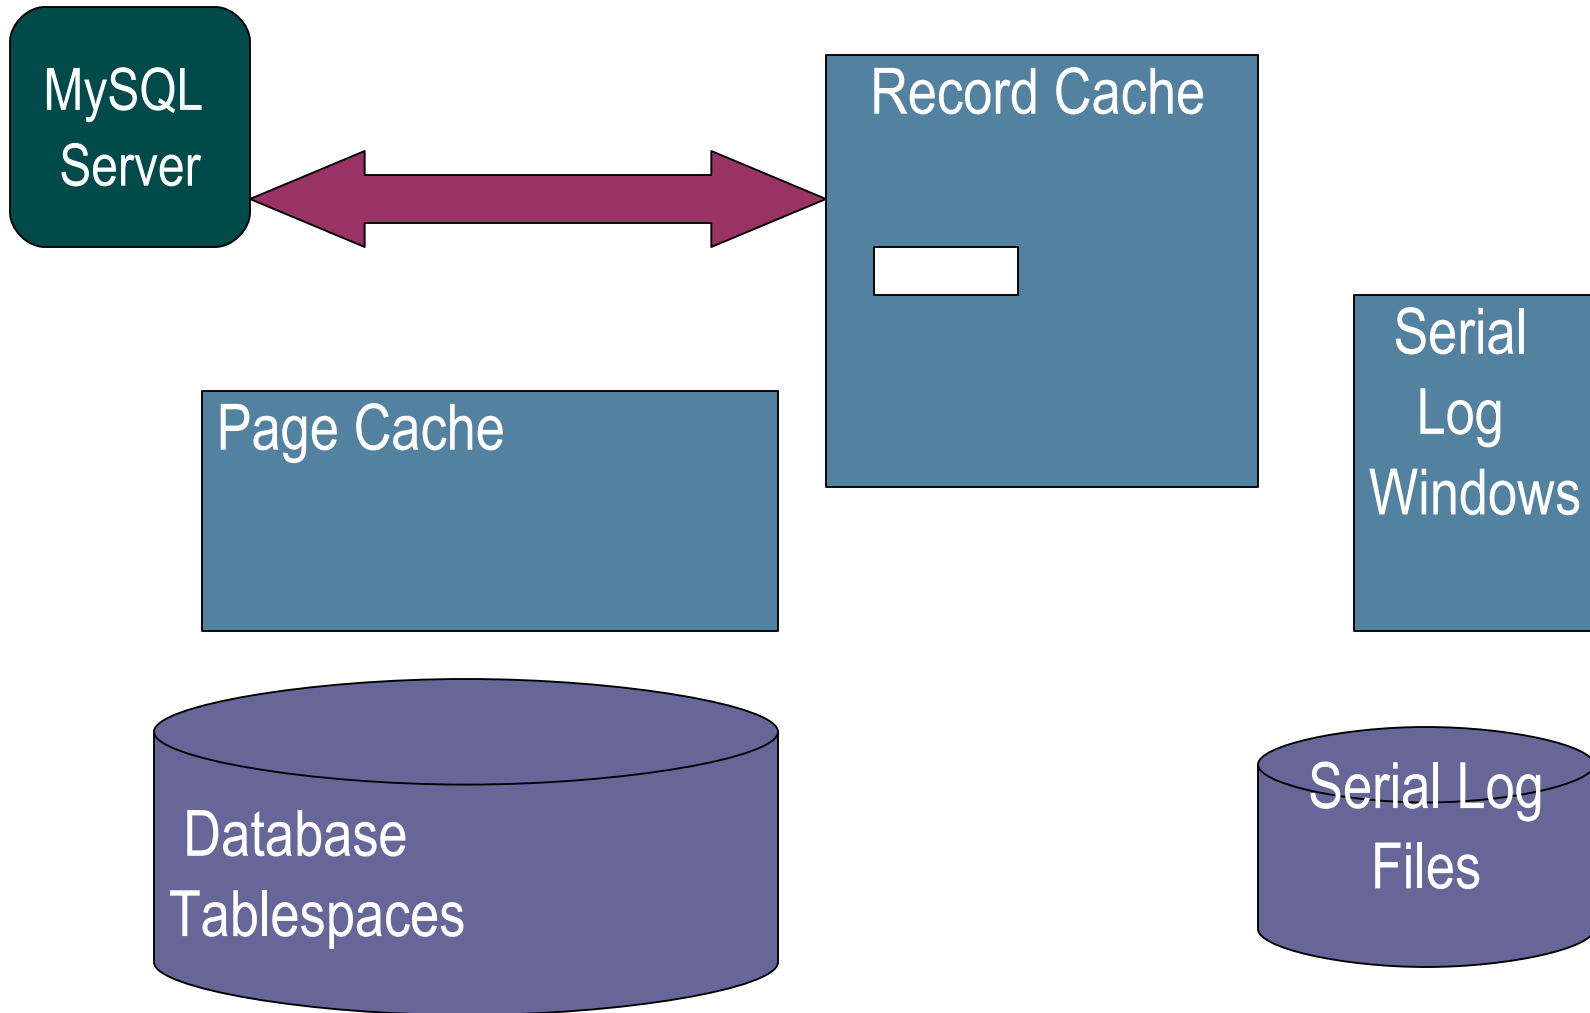 MySQL
Server
Record Cache
Serial
Log
Windows
Page Cache
Database
Tablespaces
Serial Log
Files